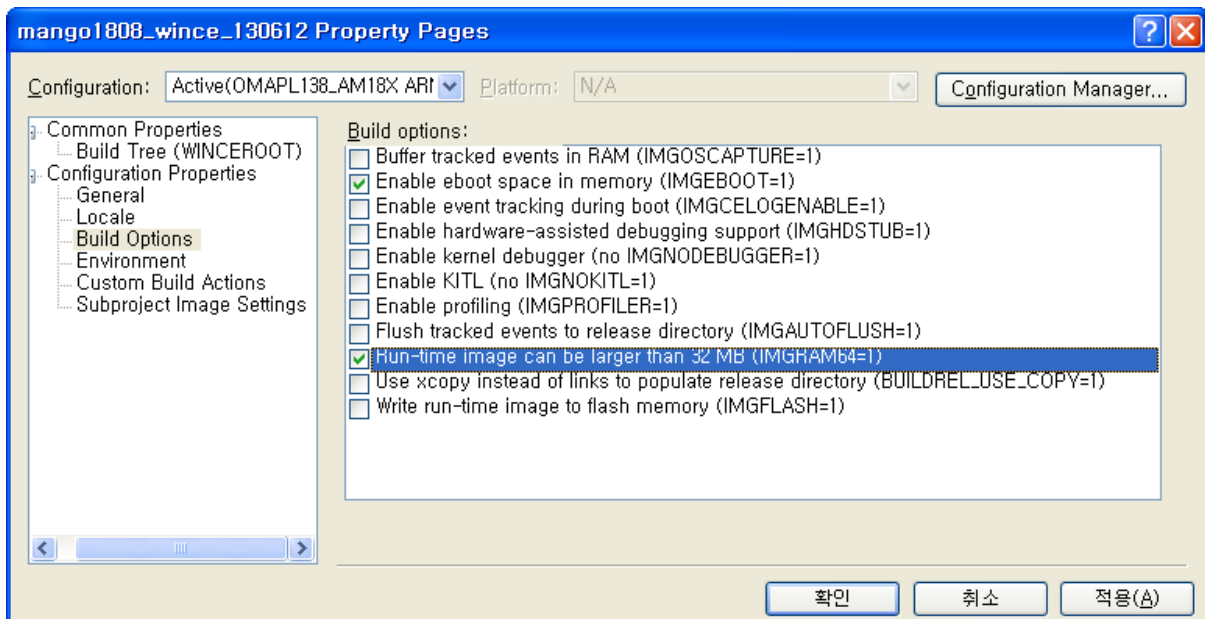 mango1808_wince_130612 Property Pages
Configuration: Active(OMAPL138_AM18X ARM Platform: N/A Configuration Manager...
Common Properties
Build Tree (WINCEROOT)
Configuration Properties
General
Locale
Build Options
Environment
Custom Build Actions
Subproject Image Settings
Build options:
Buffer tracked events in RAM (IMGOSCAPTURE=1)
Enable eboot space in memory (IMGEBOOT=1)
Enable event tracking during boot (IMGCELOGENABLE=1)
Enable hardware-assisted debugging support (IMGHDSTUB=1)
Enable kernel debugger (no IMGNODEBUGGER=1)
Enable KITL (no IMGNOKITL=1)
Enable profiling (IMGPROFILER=1)
Flush tracked events to release directory (IMGAUTOFLUSH=1)
Run-time image can be larger than 32 MB (IMGRAM64=1)
Use xcopy instead of links to populate release directory (BUILDREL_USE_COPY=1)
Write run-time image to flash memory (IMGFLASH=1)
확인 취소 적용(A)